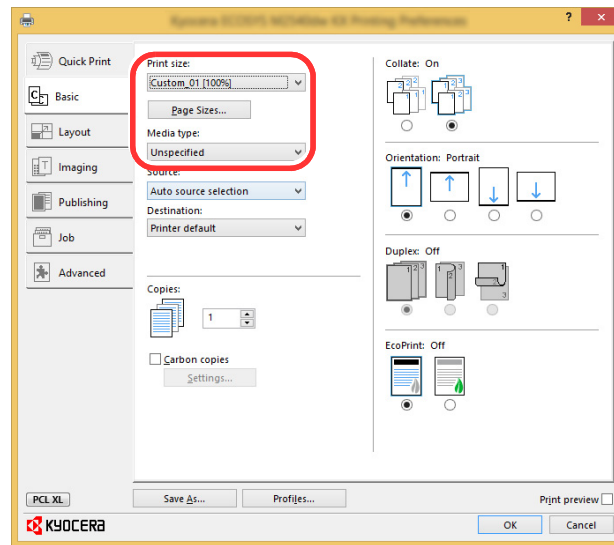 ?
Quick Print
Basic
Layout
Imaging
Publishing
Job
Advanced
Print size:
Custom_01 [100%]
Page Sizes...
Media type:
Unspecified
Source:
Auto source selection
Destination:
Printer default
Copies:
1
Carbon copies
Settings...
Collate: On
Orientation: Portrait
Duplex: Off
EcoPrint: Off
PCL XL
Save As...
Profiles...
Print preview
KYOCERA
OK
Cancel